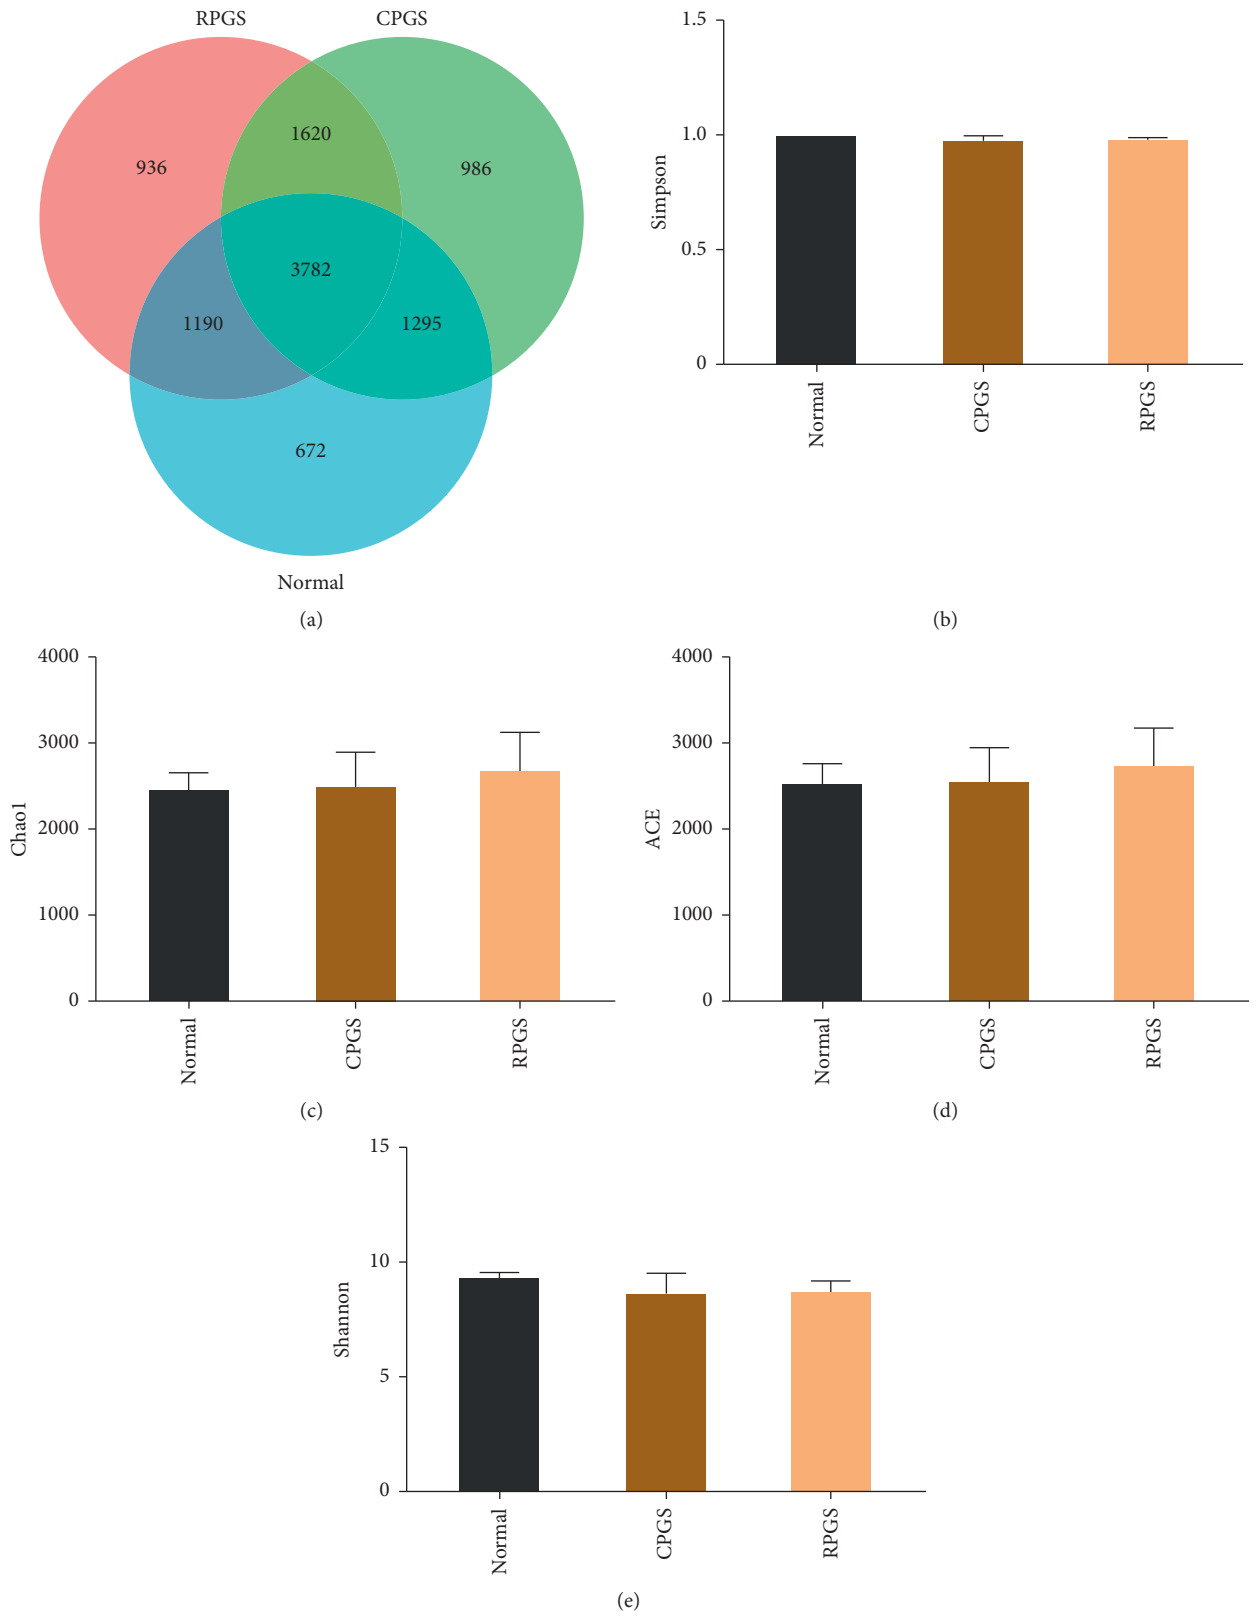 RPGS
CPGS
1620
936
986
3782
1190
1295
672
Normal
(a)
1.5
1.0
0.5
0
Simpson
Normal
CPGS
RPGS
(b)
4000
3000
2000
1000
0
Chao1
Normal
CPGS
RPGS
(c)
4000
3000
2000
1000
0
ACE
Normal
CPGS
RPGS
(d)
15
10
5
0
Shannon
Normal
CPGS
RPGS
(e)